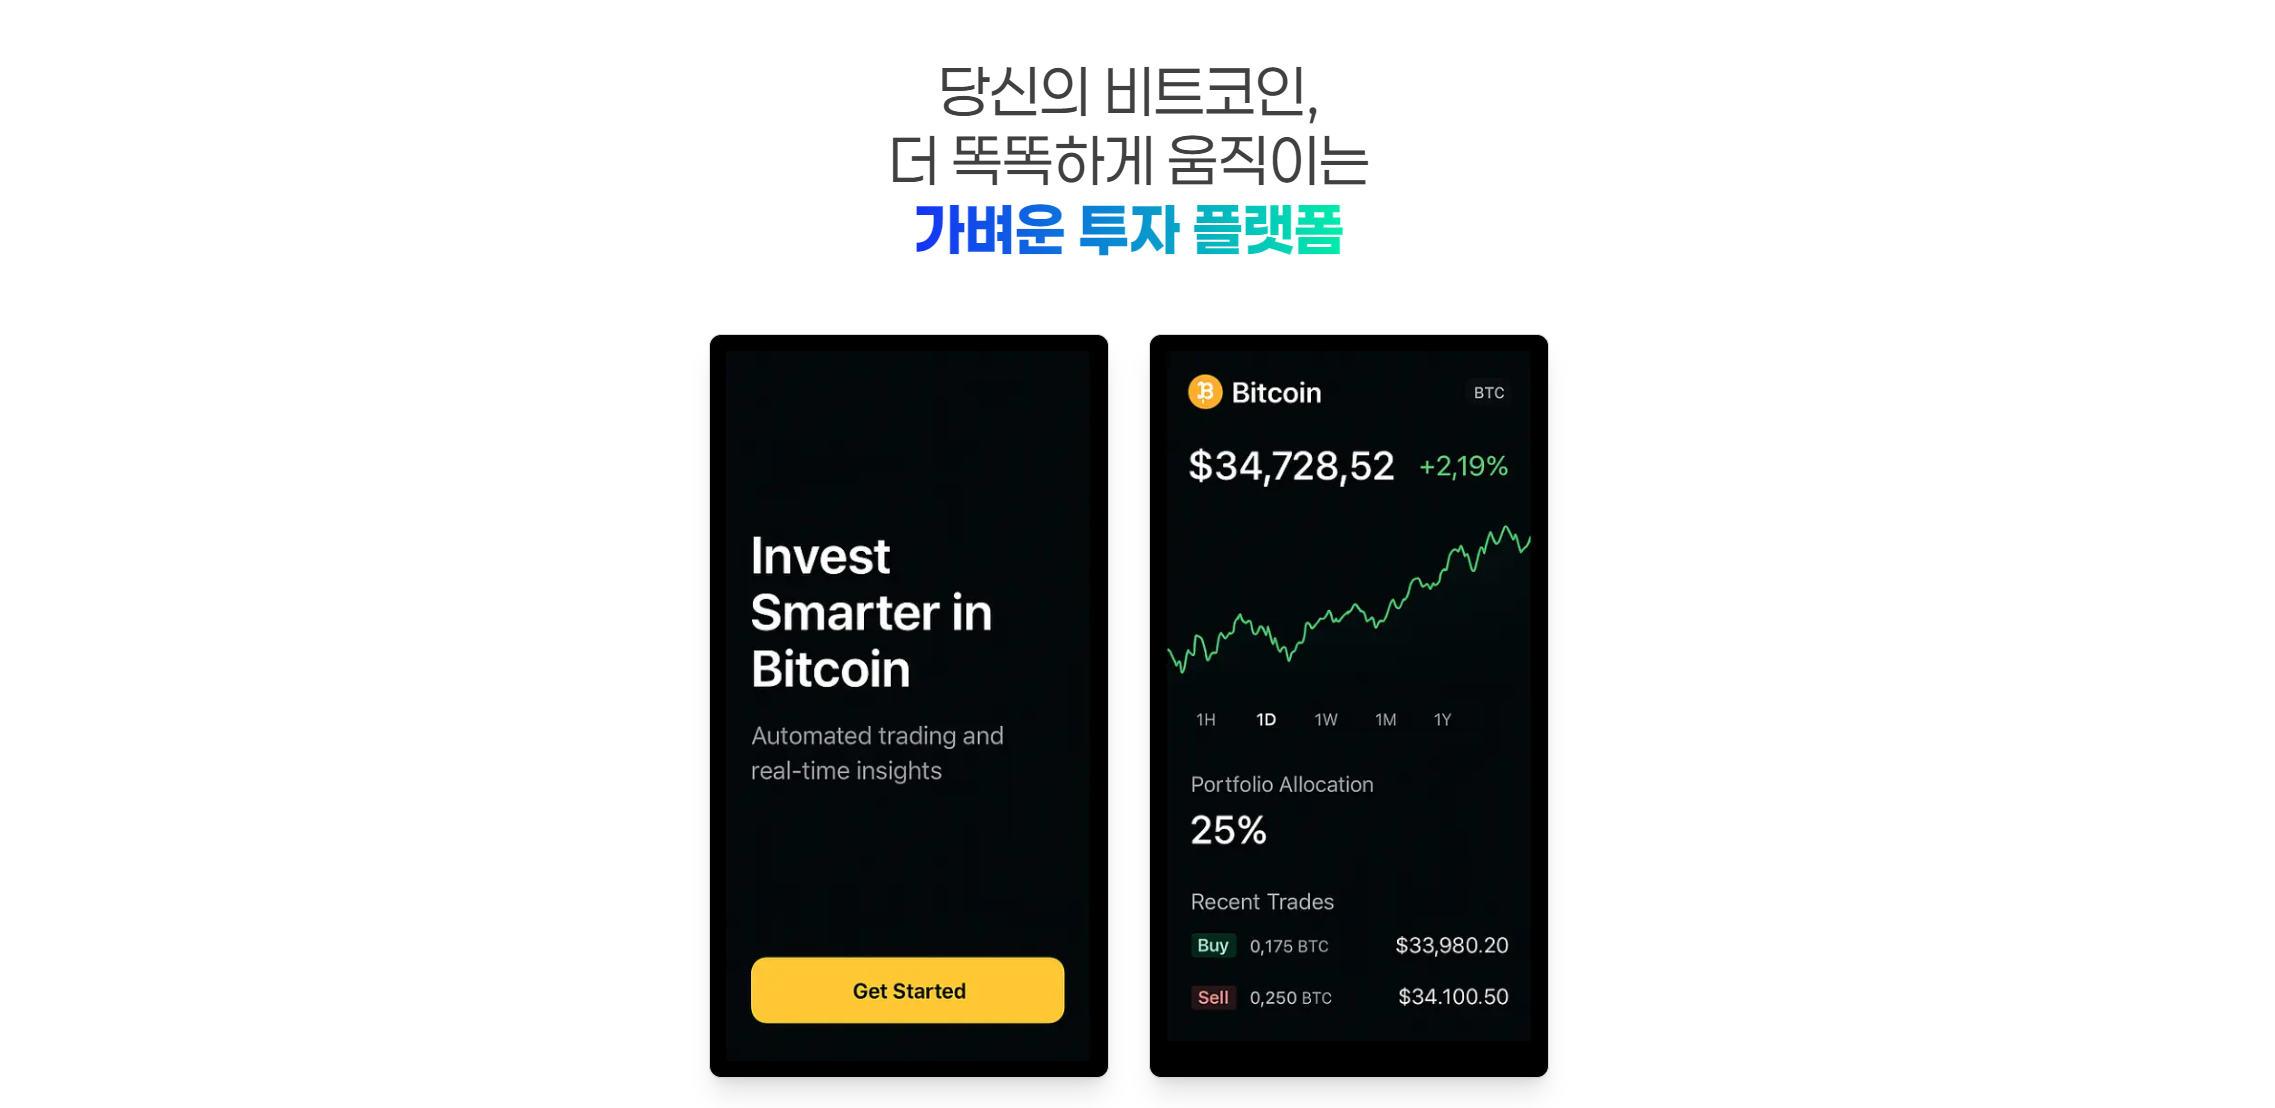 당신의 비트코인,
더 똑똑하게 움직이는
가벼운 투자 플랫폼
Invest
Smarter in
Bitcoin
Automated trading and
real-time insights
Get Started
Bitcoin BTC
$34,728,52 +2,19%
1H 1D 1W 1M 1Y
Portfolio Allocation
25%
Recent Trades
Buy 0,175 BTC $33,980.20
Sell 0,250 BTC $34.100.50